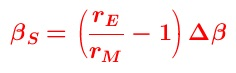 β_S = (r_E / r_M − 1) Δβ